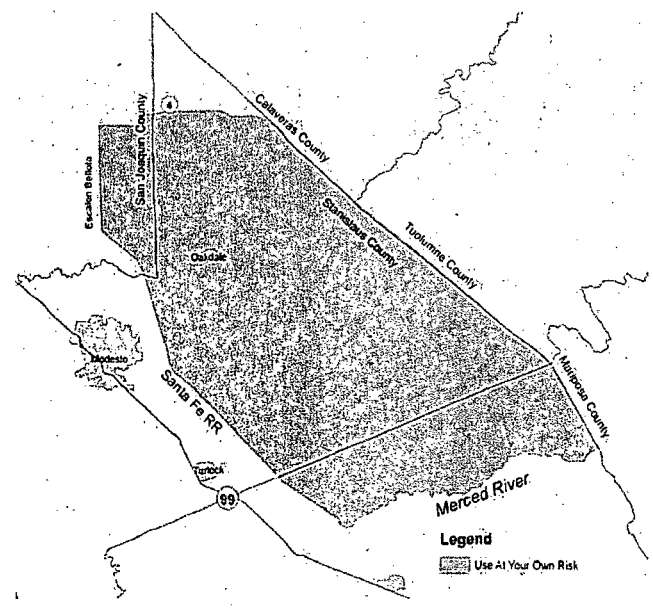 4
Calaveras County
San Joaquin County
Escalon Bellota
Stanislaus County
Tuolumne County
Oakdale
Modesto
Mariposa County
Santa Fe RR
Turlock
99
Merced River
Legend
Use At Your Own Risk